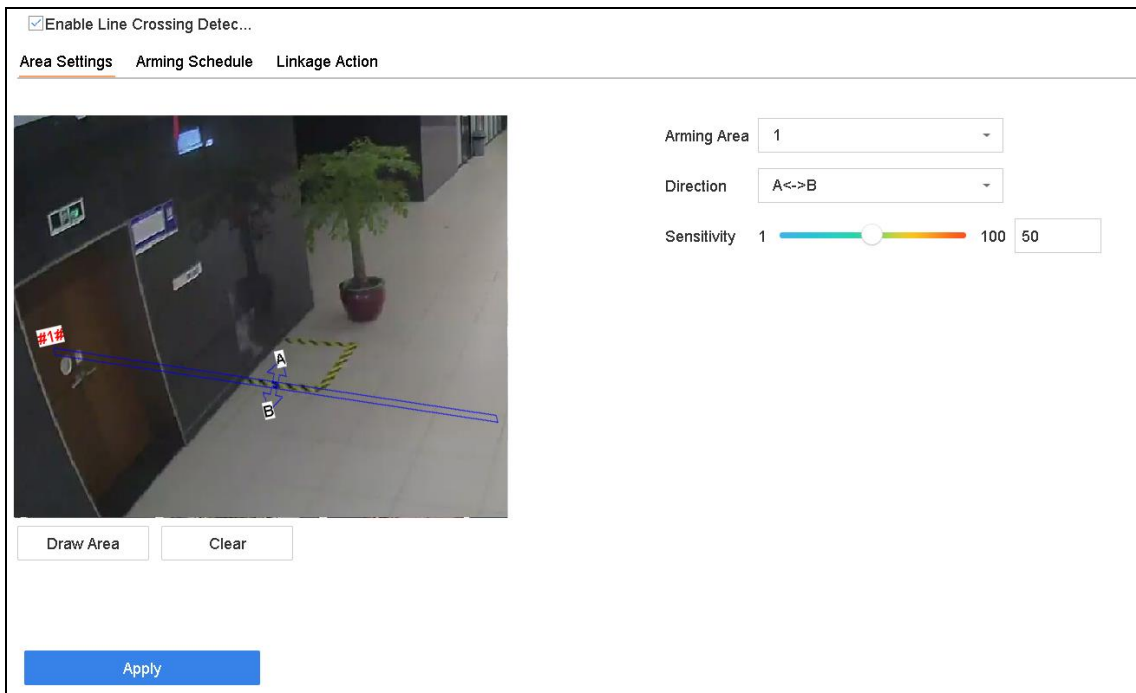 Enable Line Crossing Detec...
Area Settings Arming Schedule Linkage Action
Arming Area 1
Direction A<->B
Sensitivity 1 100 50
#1#
A
B
Draw Area Clear
Apply